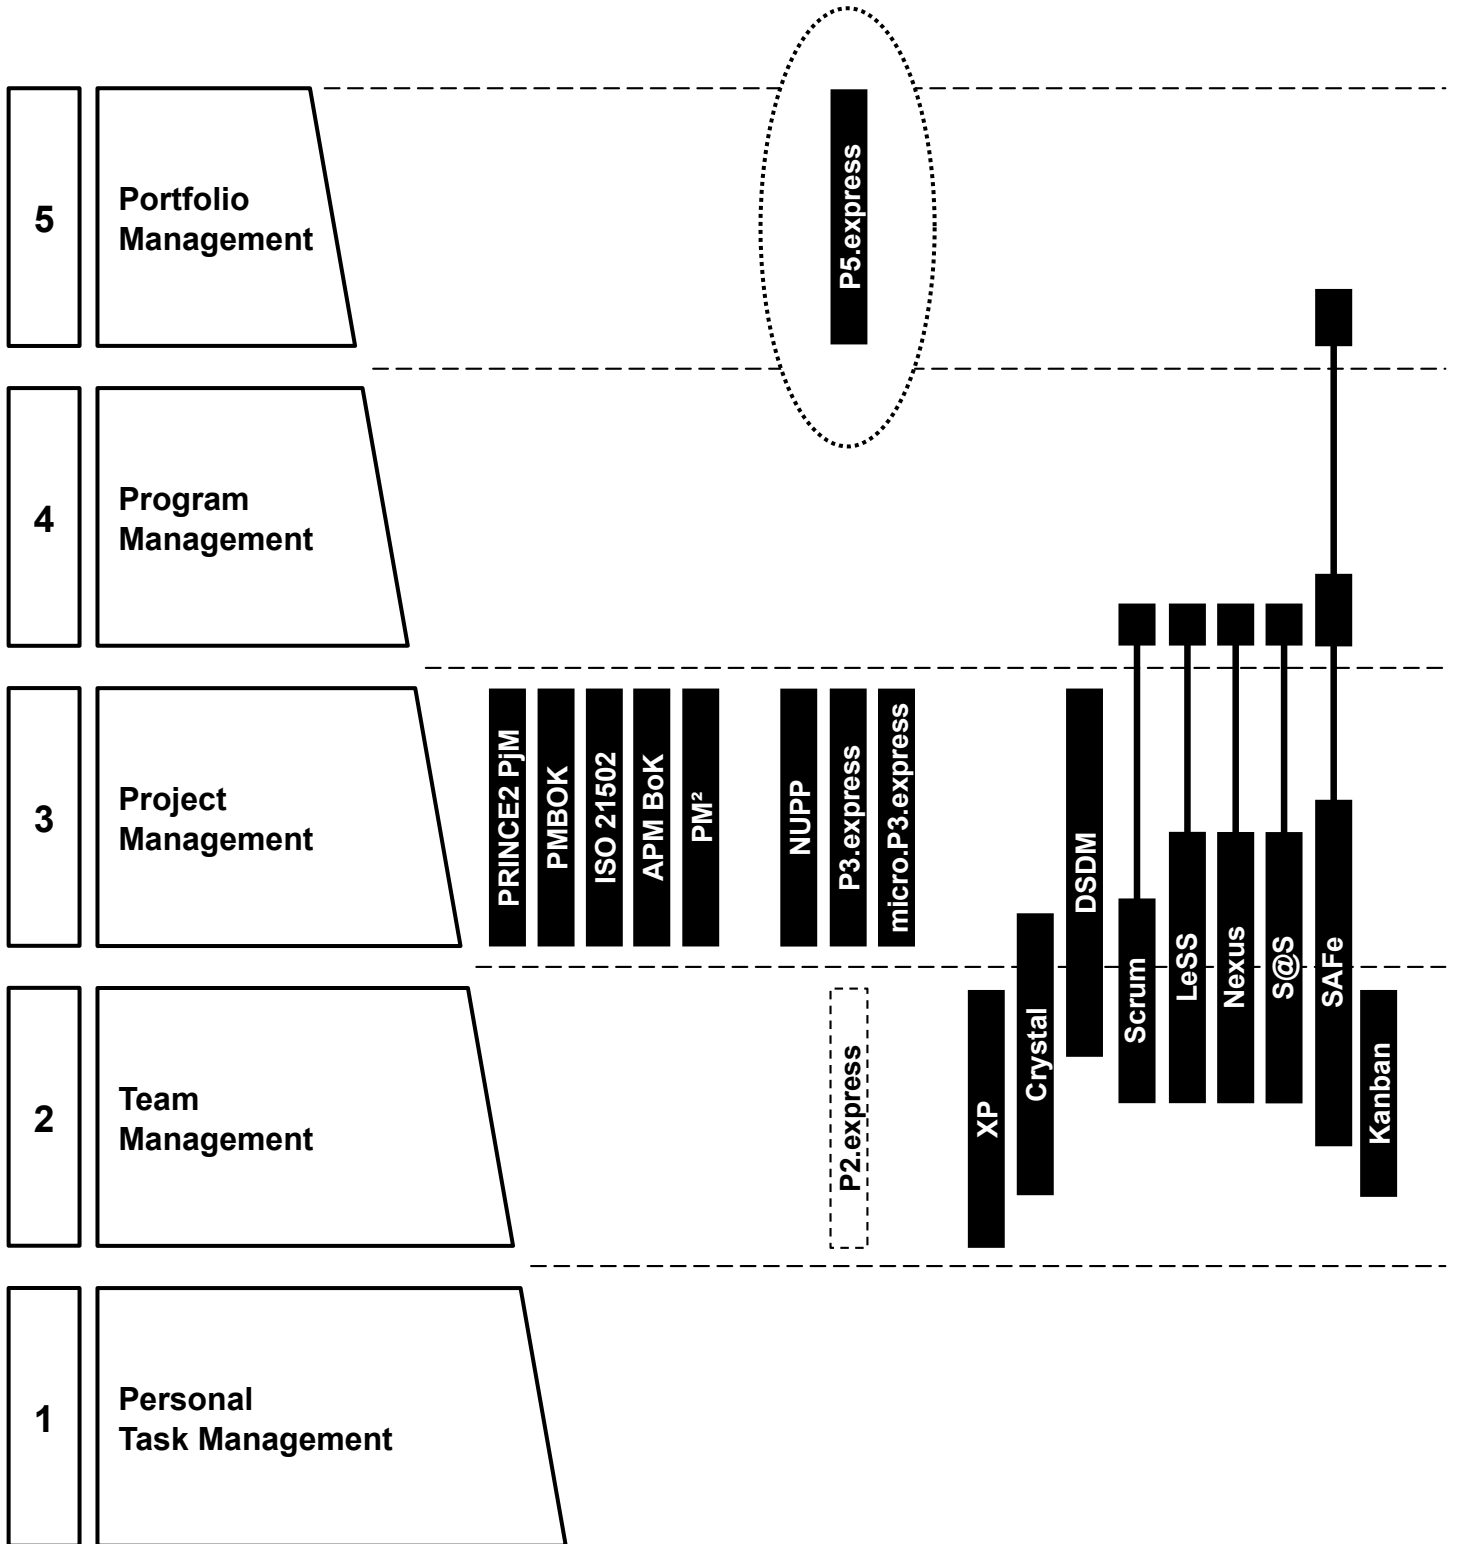 5
Portfolio
Management
P5.express
4
Program
Management
3
Project
Management
PRINCE2 PjM
PMBOK
ISO 21502
APM BoK
PM²
NUPP
P3.express
micro.P3.express
DSDM
Crystal
Scrum
LeSS
Nexus
S@S
SAFe
2
Team
Management
P2.express
XP
Kanban
1
Personal
Task Management